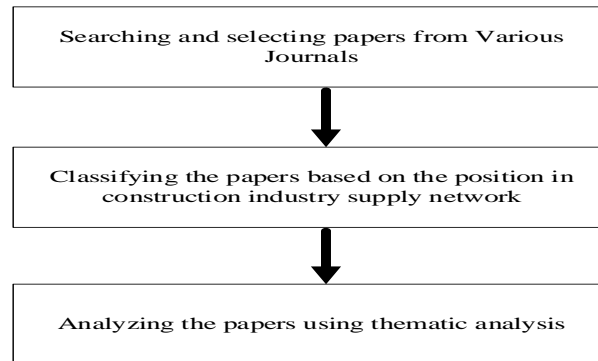 Searching and selecting papers from Various
Journals
Classifying the papers based on the position in
construction industry supply network
Analyzing the papers using thematic analysis